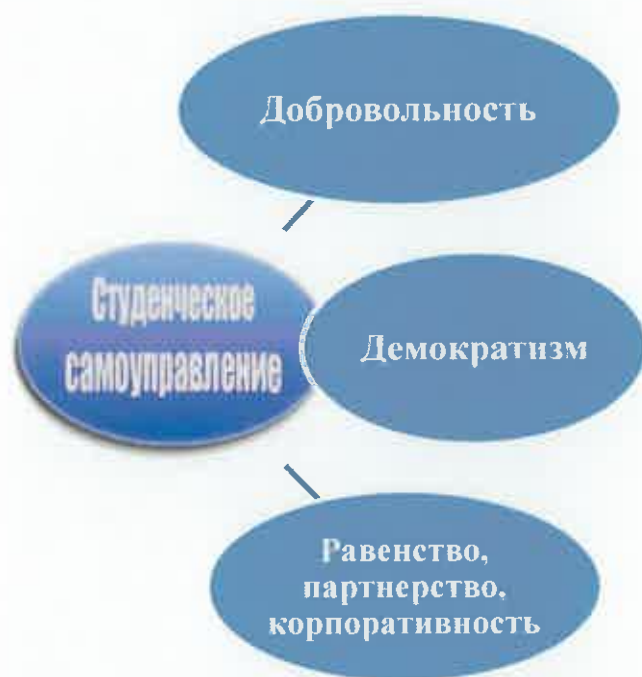 Добровольность
Студенческое
самоуправление
Демократизм
Равенство,
партнерство,
корпоративность